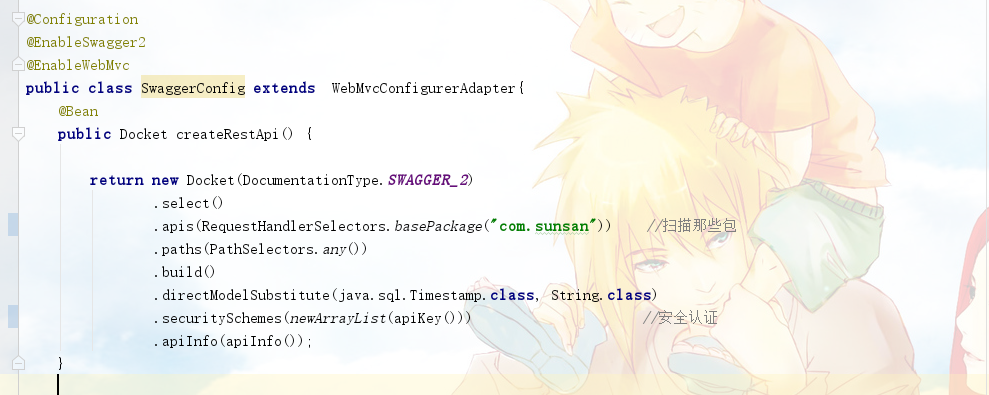 @Configuration
@EnableSwagger2
@EnableWebMvc
public class SwaggerConfig extends  WebMvcConfigurerAdapter{
    @Bean
    public Docket createRestApi() {
        return new Docket(DocumentationType.SWAGGER_2)
                .select()
                .apis(RequestHandlerSelectors.basePackage("com.sunsan"))    //扫描那些包
                .paths(PathSelectors.any())
                .build()
                .directModelSubstitute(java.sql.Timestamp.class, String.class)
                .securitySchemes(newArrayList(apiKey()))                     //安全认证
                .apiInfo(apiInfo());
    }